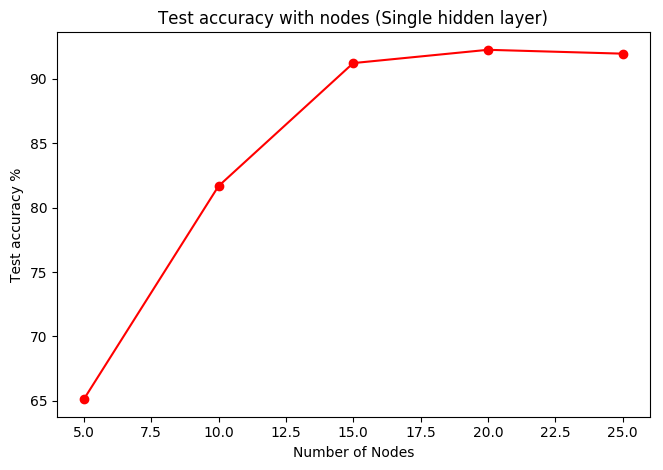 Test accuracy with nodes (Single hidden layer)
90
85
80
75
70
65
Test accuracy %
5.0 7.5 10.0 12.5 15.0 17.5 20.0 22.5 25.0
Number of Nodes